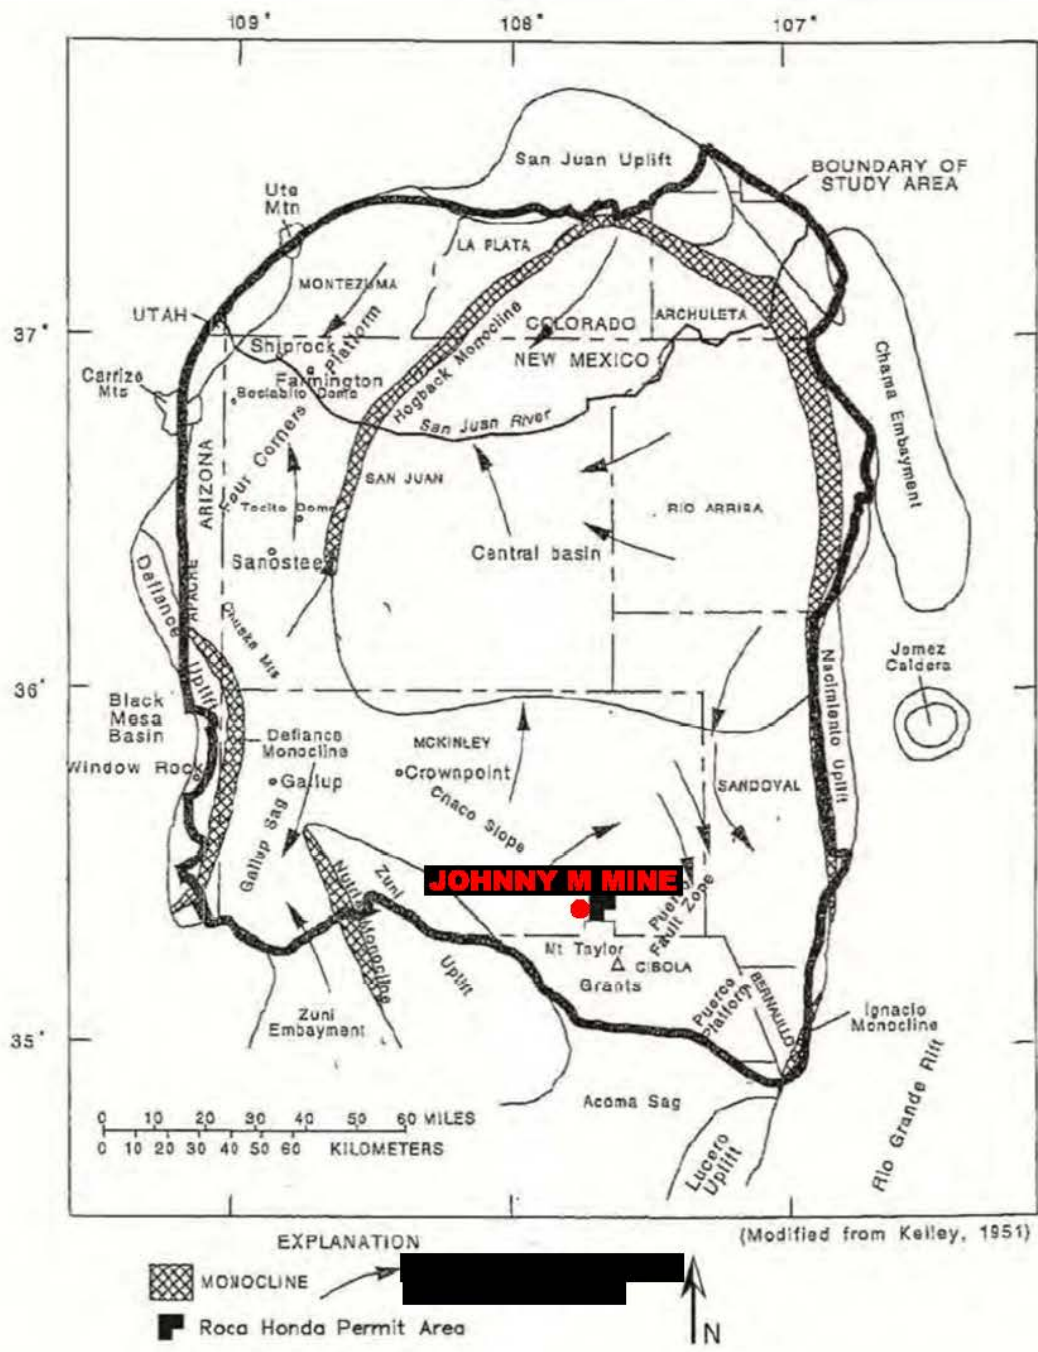 109°
108°
107°
San Juan Uplift
BOUNDARY OF
STUDY AREA
Ute
Mtn
LA PLATA
MONTEZUMA
UTAH
37°
COLORADO
ARCHULETA
NEW MEXICO
Shiprock
Farmington
Carrizo
Mts
Beclabito Dome
Four Corners Platform
Hogback Monocline
San Juan River
Chama Embayment
ARIZONA
SAN JUAN
Tocito Dome
RIO ARRIBA
Sanostee
Central basin
APACHE
Defiance
Uplift
Chuska Mts
Jemez
Caldera
Nacimiento Uplift
36°
Black
Mesa
Basin
Defiance
Monocline
MCKINLEY
Window Rock
Gallup
Crownpoint
SANDOVAL
Chaco Slope
Gallup Sag
JOHNNY M MINE
Nutria Monocline
Zuni
Uplift
Puerco
Fault Zone
Mt Taylor
CIBOLA
Grants
Puerco
Platform
BERNALILLO
Zuni
Embayment
Ignacio
Monocline
35°
Acoma Sag
Rio Grande Rift
Lucero
Uplift
0 10 20 30 40 50 60 MILES
0 10 20 30 40 50 60 KILOMETERS
(Modified from Kelley, 1951)
EXPLANATION
MONOCLINE
Roca Honda Permit Area
N